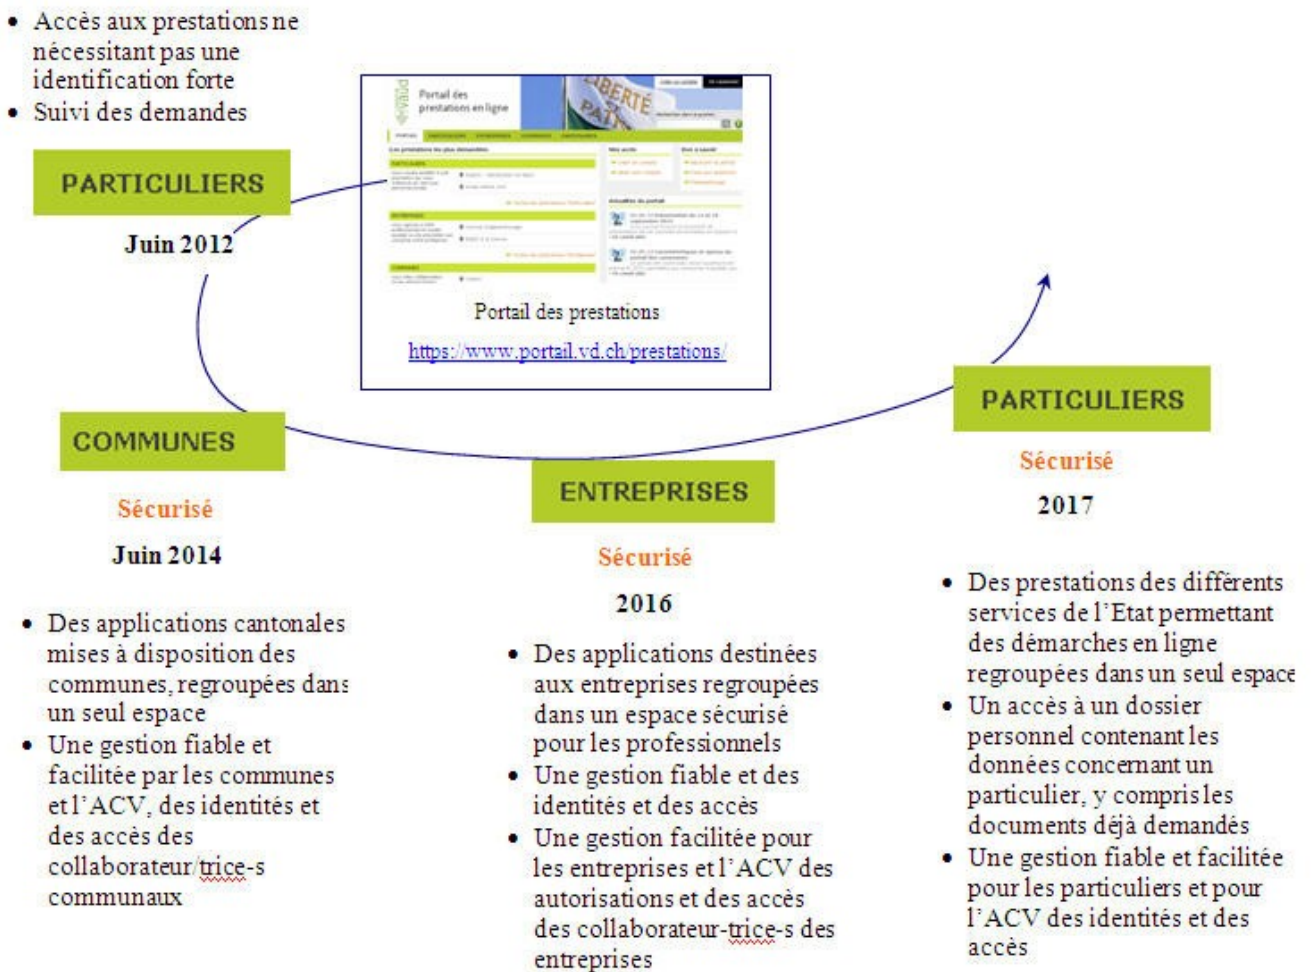 • Accès aux prestations ne
nécessitant pas une
identification forte
• Suivi des demandes
PARTICULIERS
Juin 2012
Portail des
prestations en ligne
LIBERTÉ
ET
PATR
PARTICULIERS
ENTREPRISES
COMMUNES
Portail des prestations
https://www.portail.vd.ch/prestations/
COMMUNES
Sécurisé
Juin 2014
• Des applications cantonales
mises à disposition des
communes, regroupées dans
un seul espace
• Une gestion fiable et
facilitée par les communes
et l'ACV, des identités et
des accès des
collaborateur/trice-s
communaux
ENTREPRISES
Sécurisé
2016
• Des applications destinées
aux entreprises regroupées
dans un espace sécurisé
pour les professionnels
• Une gestion fiable et des
identités et des accès
• Une gestion facilitée pour
les entreprises et l'ACV des
autorisations et des accès
des collaborateur-trice-s des
entreprises
PARTICULIERS
Sécurisé
2017
• Des prestations des différents
services de l'Etat permettant
des démarches en ligne
regroupées dans un seul espace
• Un accès à un dossier
personnel contenant les
données concernant un
particulier, y compris les
documents déjà demandés
• Une gestion fiable et facilitée
pour les particuliers et pour
l'ACV des identités et des
accès